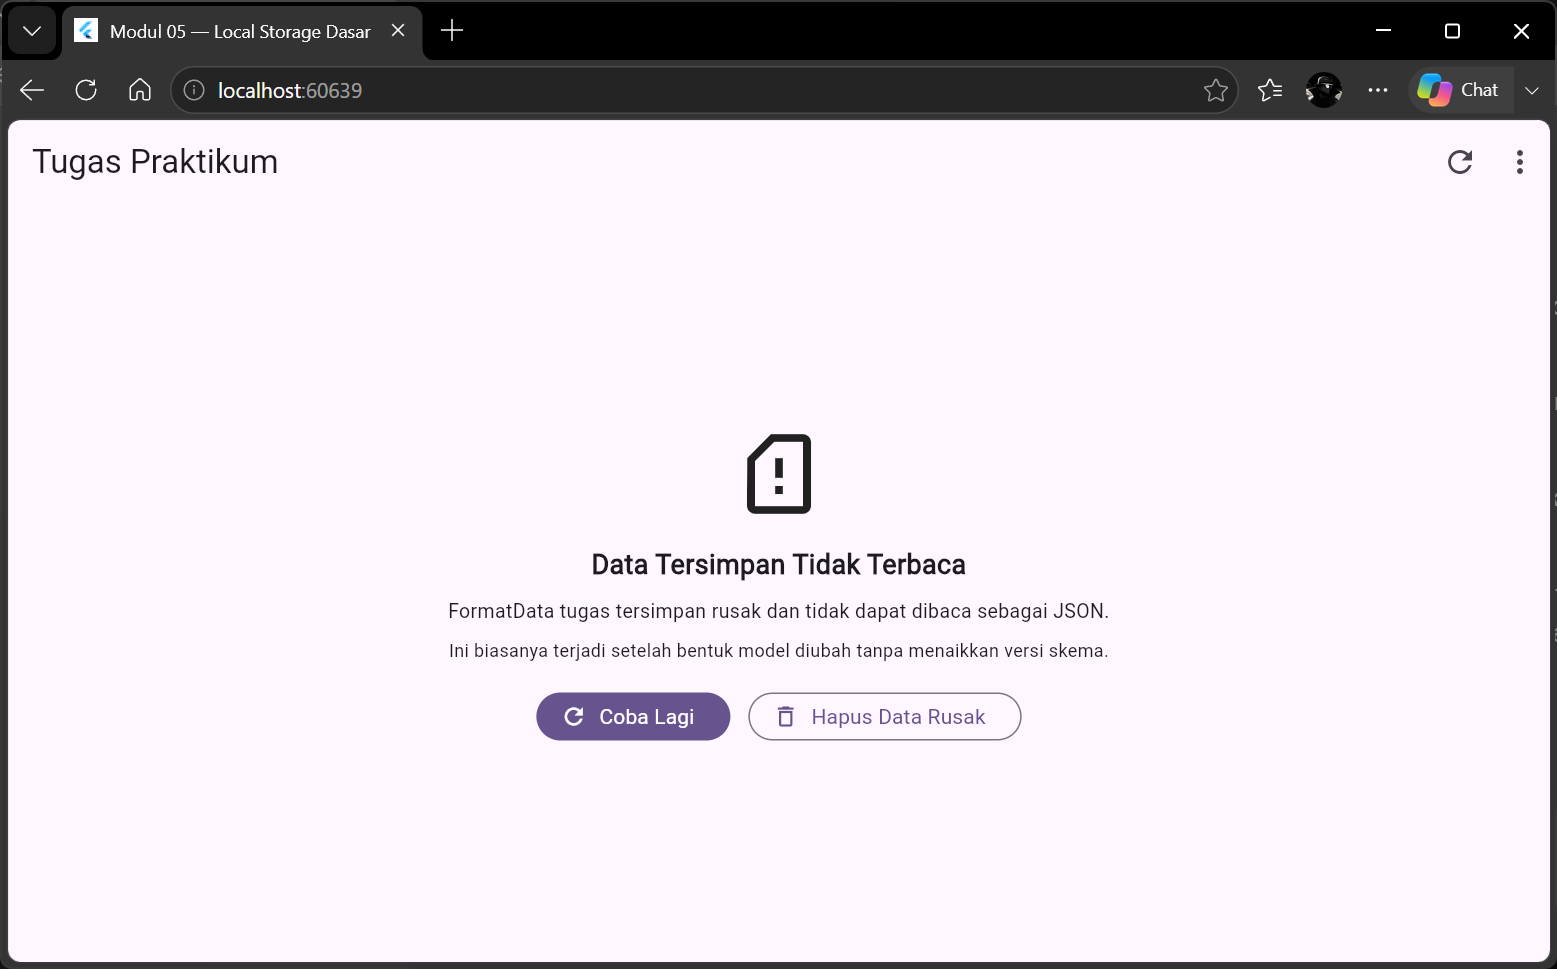 Modul 05 — Local Storage Dasar
localhost:60639
Chat
Tugas Praktikum
Data Tersimpan Tidak Terbaca
FormatData tugas tersimpan rusak dan tidak dapat dibaca sebagai JSON.
Ini biasanya terjadi setelah bentuk model diubah tanpa menaikkan versi skema.
Coba Lagi
Hapus Data Rusak